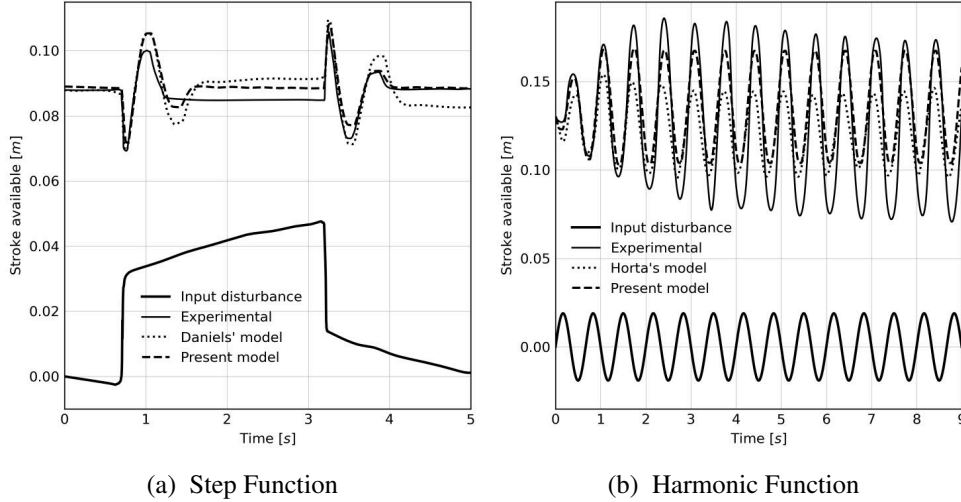 0.10
0.08
0.06
0.04
0.02
0.00
Stroke available [m]
Input disturbance
Experimental
Daniels' model
Present model
0 1 2 3 4 5
Time [s]
(a) Step Function
0.15
0.10
0.05
0.00
Stroke available [m]
Input disturbance
Experimental
Horta's model
Present model
0 1 2 3 4 5 6 7 8 9
Time [s]
(b) Harmonic Function